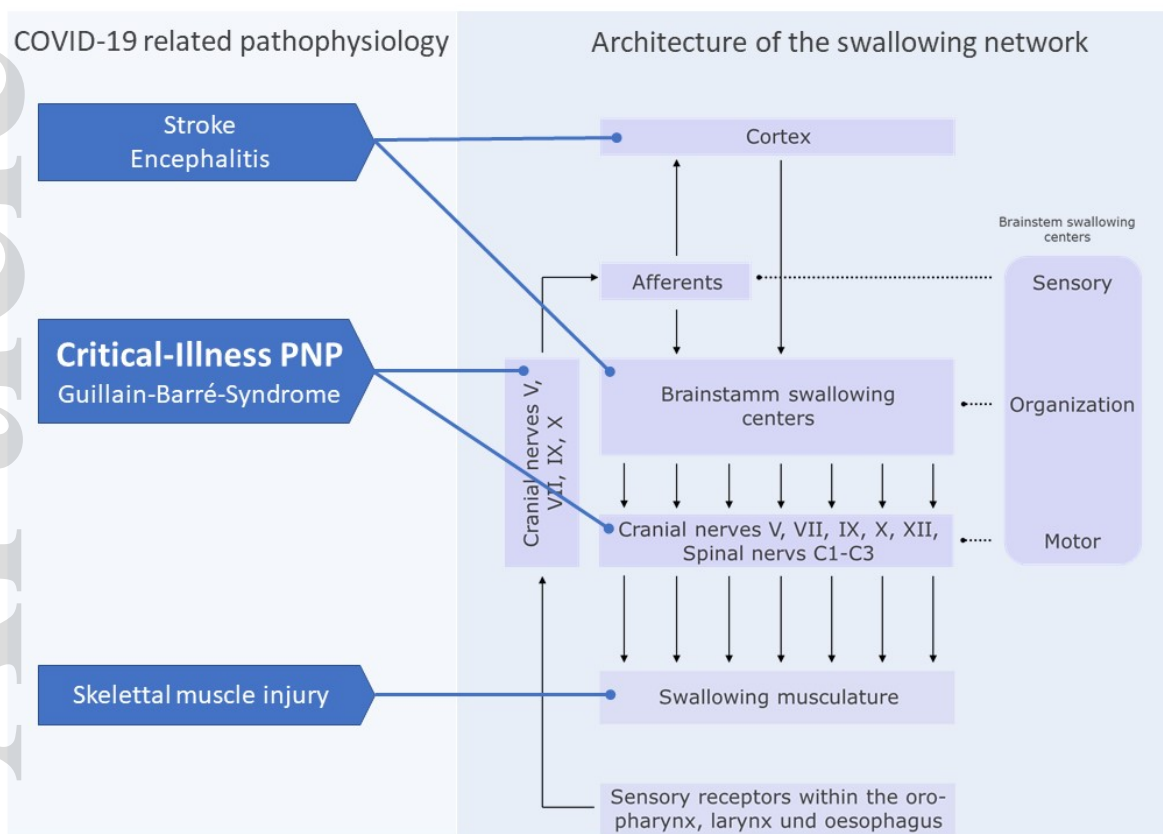 COVID-19 related pathophysiology
Architecture of the swallowing network
Stroke
Encephalitis
Cortex
Brainstem swallowing
centers
Afferents
Sensory
Critical-Illness PNP
Guillain-Barré-Syndrome
Cranial nerves V,
VII, IX, X
Brainstamm swallowing
centers
Organization
Cranial nerves V, VII, IX, X, XII,
Spinal nervs C1-C3
Motor
Skelettal muscle injury
Swallowing musculature
Sensory receptors within the oro-
pharynx, larynx und oesophagus